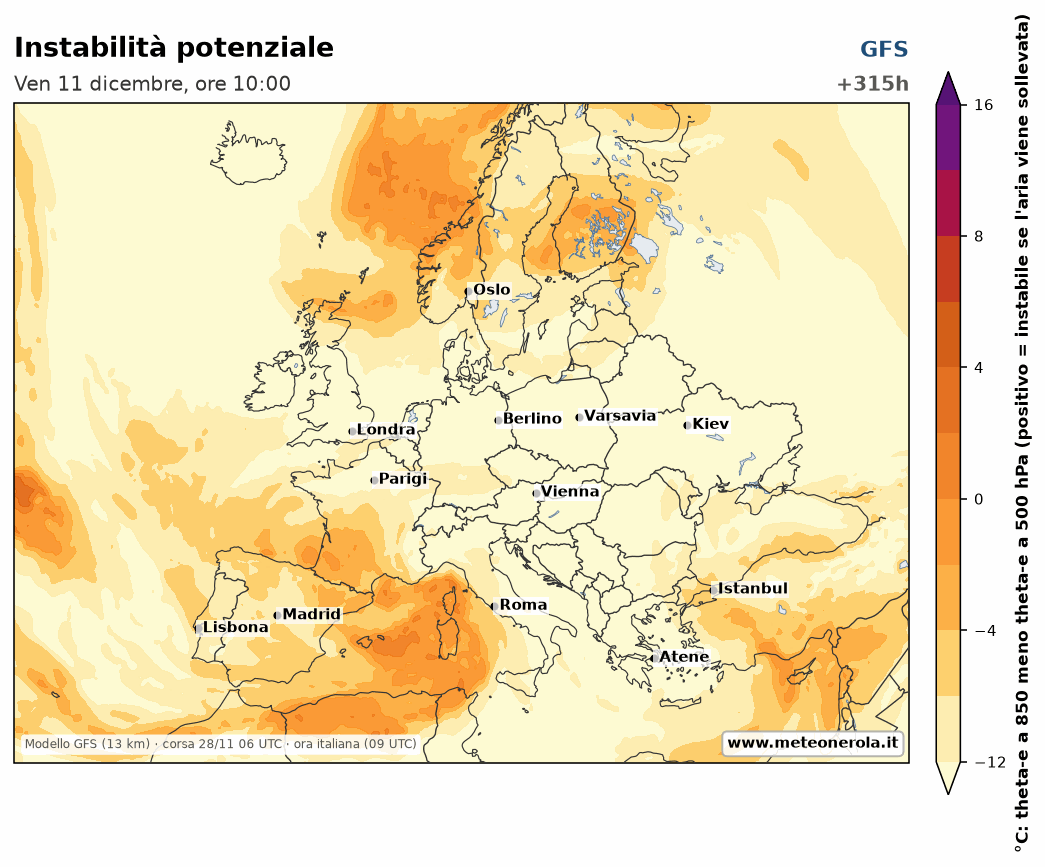 Instabilità potenziale
GFS
Ven 11 dicembre, ore 10:00
+315h
Oslo
Berlino
Varsavia
Kiev
Londra
Parigi
Vienna
Istanbul
Roma
Madrid
Lisbona
Atene
Modello GFS (13 km) · corsa 28/11 06 UTC · ora italiana (09 UTC)
www.meteonerola.it
16
8
4
0
−4
−12
°C: theta-e a 850 meno theta-e a 500 hPa (positivo = instabile se l'aria viene sollevata)